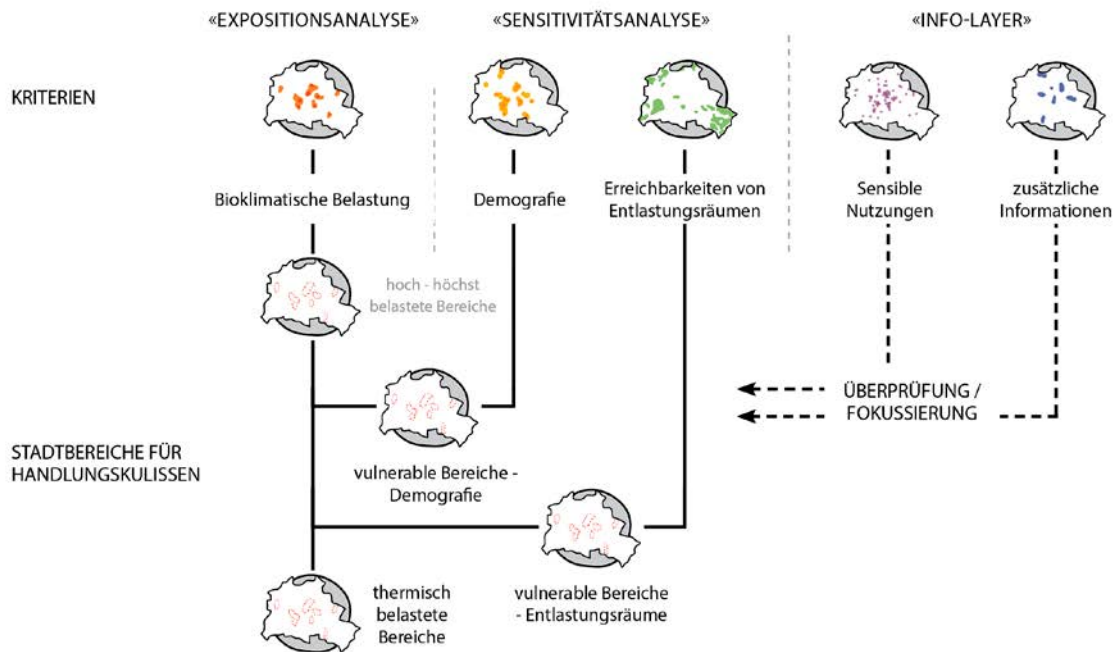 «EXPOSITIONSANALYSE»
«SENSITIVITÄTSANALYSE»
«INFO-LAYER»
KRITERIEN
Bioklimatische Belastung
Demografie
Erreichbarkeiten von
Entlastungsräumen
Sensible
Nutzungen
zusätzliche
Informationen
hoch - höchst
belastete Bereiche
ÜBERPRÜFUNG /
FOKUSSIERUNG
STADTBEREICHE FÜR
HANDLUNGSKULISSEN
vulnerable Bereiche -
Demografie
thermisch
belastete
Bereiche
vulnerable Bereiche
- Entlastungsräume